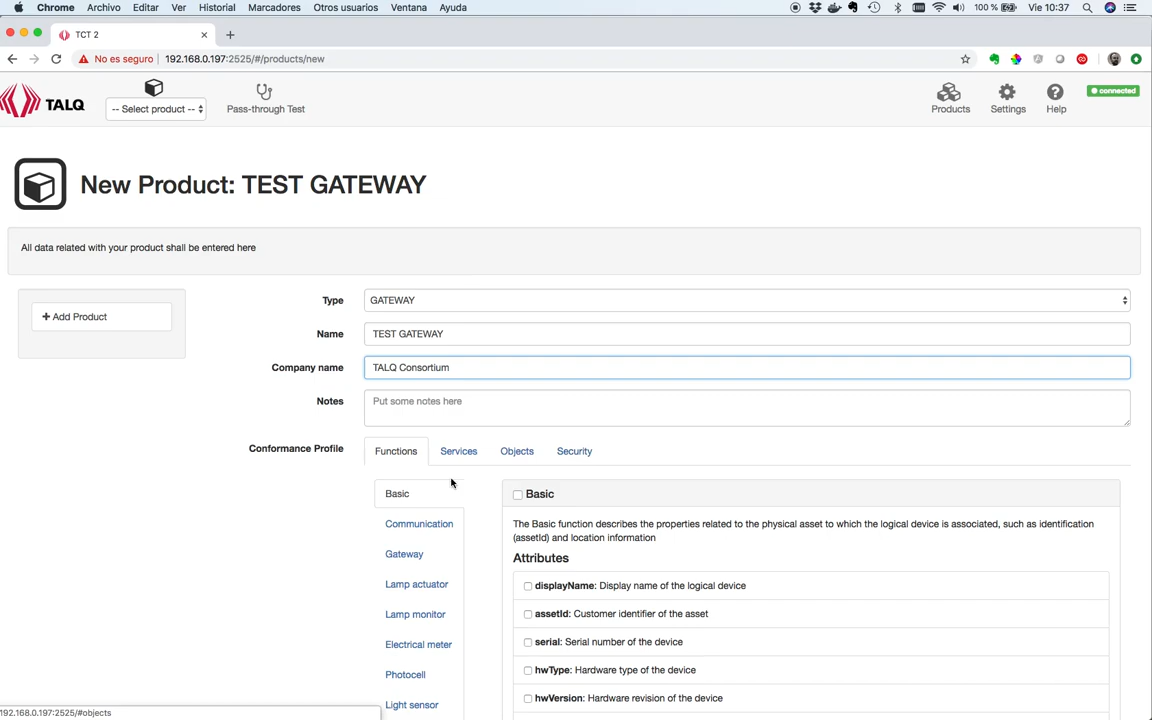 Chrome Archivo Editar Ver Historial Marcadores Otros usuarios Ventana Ayuda 100 % Vie 10:37
TCT 2
No es seguro 192.168.0.197:2525/#/products/new
TALQ -- Select product -- Pass-through Test Products Settings Help connected
New Product: TEST GATEWAY
All data related with your product shall be entered here
+ Add Product
Type GATEWAY
Name TEST GATEWAY
Company name TALQ Consortium
Notes Put some notes here
Conformance Profile Functions Services Objects Security
Basic
Communication
Gateway
Lamp actuator
Lamp monitor
Electrical meter
Photocell
Light sensor
Basic
The Basic function describes the properties related to the physical asset to which the logical device is associated, such as identification
(assetId) and location information
Attributes
displayName: Display name of the logical device
assetId: Customer identifier of the asset
serial: Serial number of the device
hwType: Hardware type of the device
hwVersion: Hardware revision of the device
192.168.0.197:2525/#objects